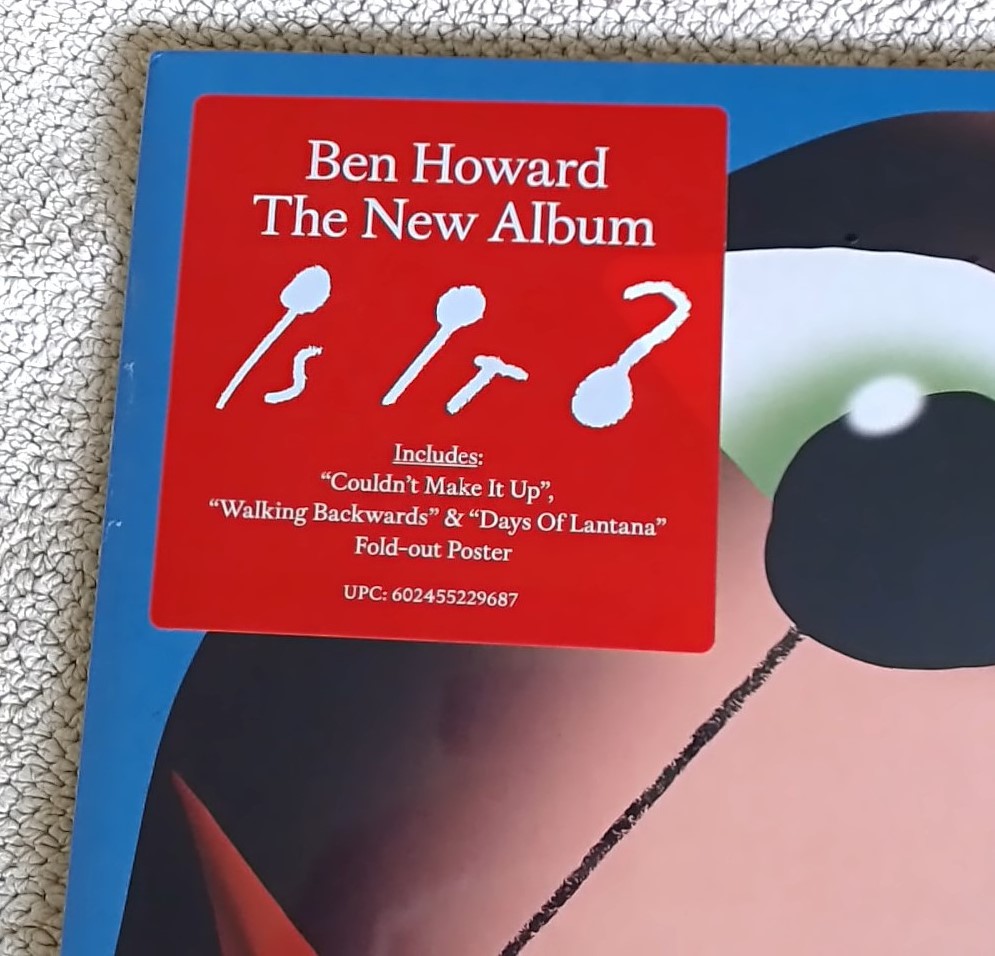 Ben Howard
The New Album
Is It?
Includes:
“Couldn’t Make It Up”,
“Walking Backwards” & “Days Of Lantana”
Fold-out Poster
UPC: 602455229687